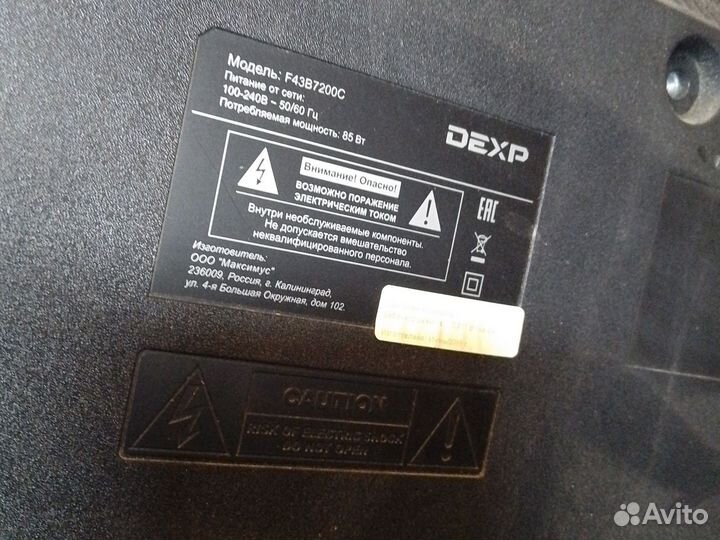 Модель: F43B7200C
Питание от сети:
100-240В ~ 50/60 Гц
Потребляемая мощность: 85 Вт
DEXP
Внимание! Опасно!
ВОЗМОЖНО ПОРАЖЕНИЕ
ЭЛЕКТРИЧЕСКИМ ТОКОМ
Внутри необслуживаемые компоненты.
Не допускается вмешательство
неквалифицированного персонала.
EAC
Изготовитель:
ООО "Максимус"
236009, Россия, г. Калининград,
ул. 4-я Большая Окружная, дом 102.
CAUTION
RISK OF ELECTRIC SHOCK
DO NOT OPEN
Avito